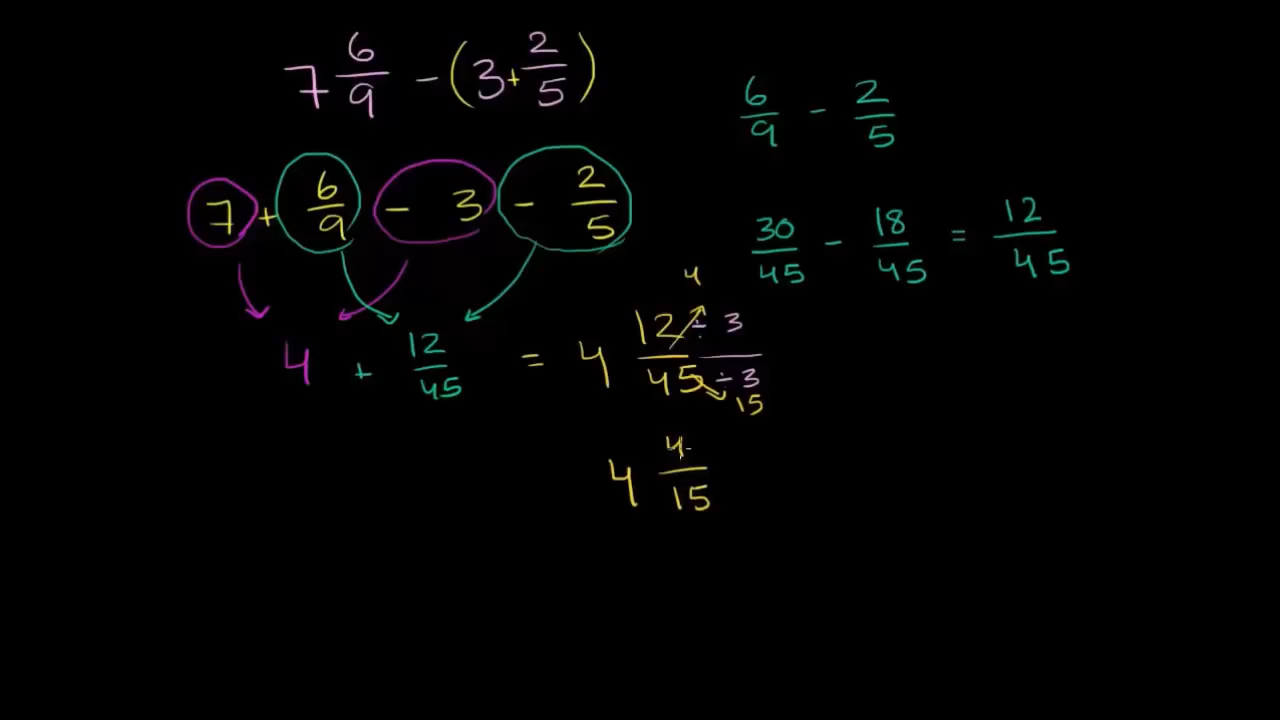 7 6/9 - (3 + 2/5)
6/9 - 2/5
7 + 6/9 - 3 - 2/5
30/45 - 18/45 = 12/45
4 + 12/45 = 4 12/45 ÷ 3/÷ 3
4
15
4 4/15